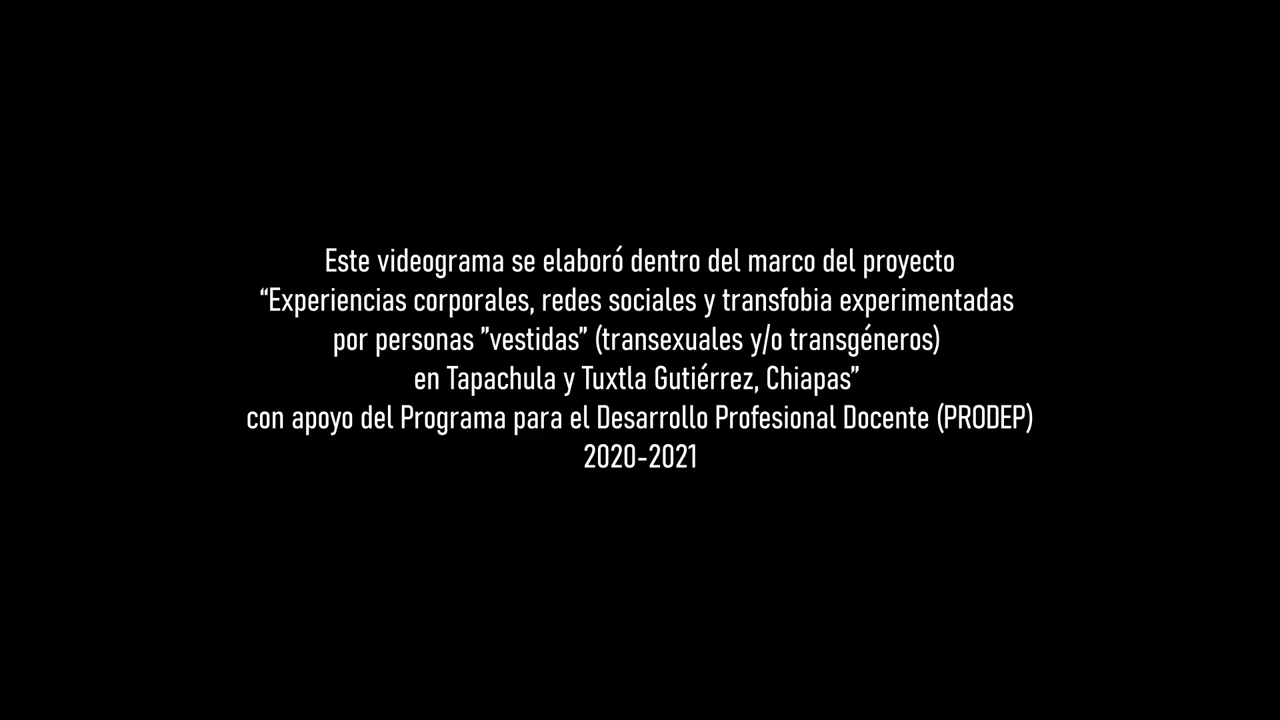 Este videograma se elaboró dentro del marco del proyecto
“Experiencias corporales, redes sociales y transfobia experimentadas
por personas ”vestidas” (transexuales y/o transgéneros)
en Tapachula y Tuxtla Gutiérrez, Chiapas”
con apoyo del Programa para el Desarrollo Profesional Docente (PRODEP)
2020-2021